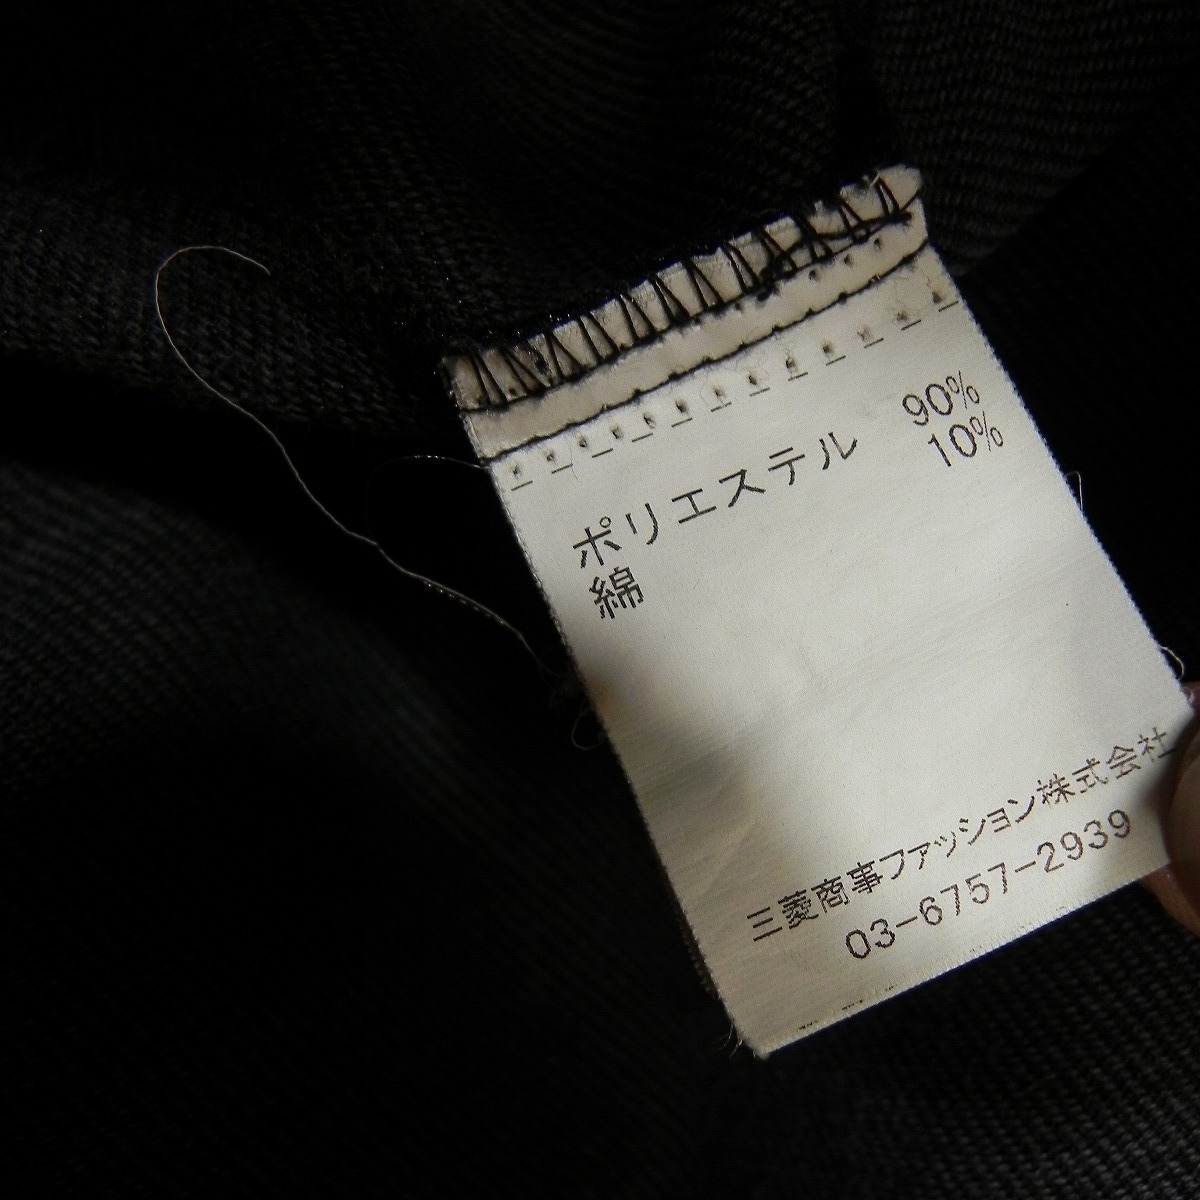 ポリエステル 90%
綿 10%
三菱商事ファッション株式会社
03-6757-2939